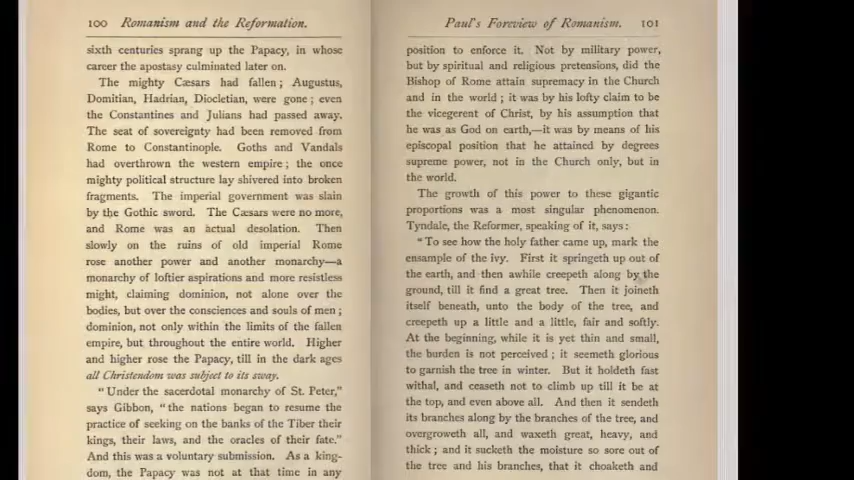 100 Romanism and the Reformation.
sixth centuries sprang up the Papacy, in whose
career the apostasy culminated later on.
The mighty Cæsars had fallen; Augustus,
Domitian, Hadrian, Diocletian, were gone; even
the Constantines and Julians had passed away.
The seat of sovereignty had been removed from
Rome to Constantinople. Goths and Vandals
had overthrown the western empire; the once
mighty political structure lay shivered into broken
fragments. The imperial government was slain
by the Gothic sword. The Cæsars were no more,
and Rome was an actual desolation. Then
slowly on the ruins of old imperial Rome
rose another power and another monarchy—a
monarchy of loftier aspirations and more resistless
might, claiming dominion, not alone over the
bodies, but over the consciences and souls of men;
dominion, not only within the limits of the fallen
empire, but throughout the entire world. Higher
and higher rose the Papacy, till in the dark ages
all Christendom was subject to its sway.
"Under the sacerdotal monarchy of St. Peter,"
says Gibbon, "the nations began to resume the
practice of seeking on the banks of the Tiber their
kings, their laws, and the oracles of their fate."
And this was a voluntary submission. As a king-
dom, the Papacy was not at that time in any
Paul's Foreview of Romanism. 101
position to enforce it. Not by military power,
but by spiritual and religious pretensions, did the
Bishop of Rome attain supremacy in the Church
and in the world; it was by his lofty claim to be
the vicegerent of Christ, by his assumption that
he was as God on earth,—it was by means of his
episcopal position that he attained by degrees
supreme power, not in the Church only, but in
the world.
The growth of this power to these gigantic
proportions was a most singular phenomenon.
Tyndale, the Reformer, speaking of it, says:
"To see how the holy father came up, mark the
ensample of the ivy. First it springeth up out of
the earth, and then awhile creepeth along by the
ground, till it find a great tree. Then it joineth
itself beneath, unto the body of the tree, and
creepeth up a little and a little, fair and softly.
At the beginning, while it is yet thin and small,
the burden is not perceived; it seemeth glorious
to garnish the tree in winter. But it holdeth fast
withal, and ceaseth not to climb up till it be at
the top, and even above all. And then it sendeth
its branches along by the branches of the tree, and
overgroweth all, and waxeth great, heavy, and
thick; and it sucketh the moisture so sore out of
the tree and his branches, that it choaketh and